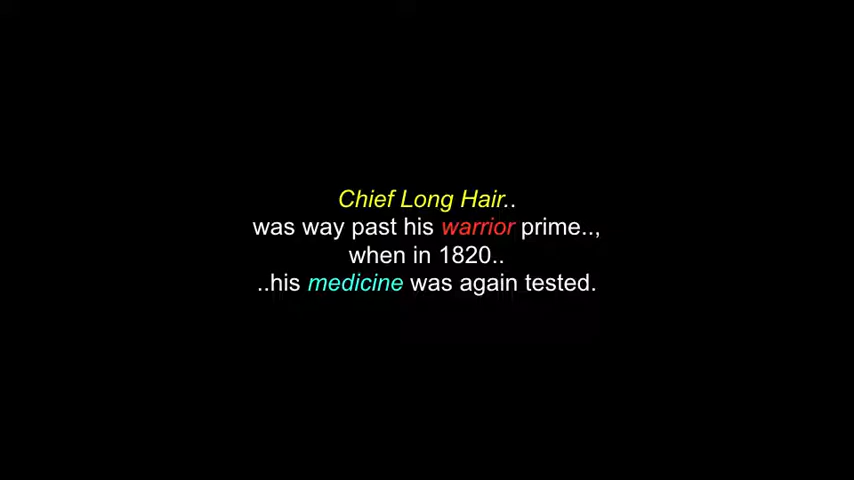 Chief Long Hair..
was way past his warrior prime..,
when in 1820..
..his medicine was again tested.